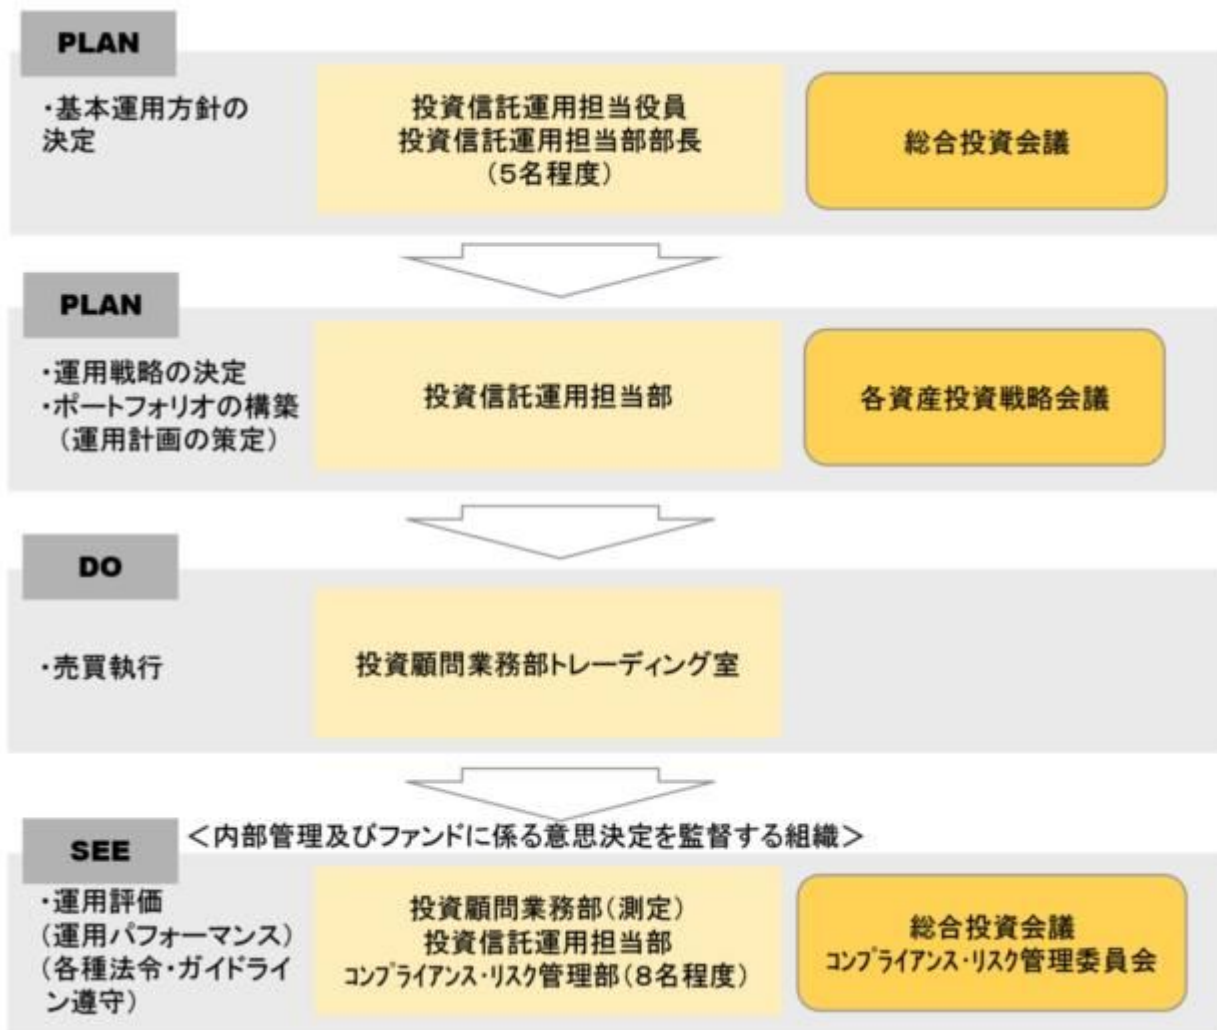 PLAN
・基本運用方針の
決定
投資信託運用担当役員
投資信託運用担当部部長
(5名程度)
総合投資会議
PLAN
・運用戦略の決定
・ポートフォリオの構築
(運用計画の策定)
投資信託運用担当部
各資産投資戦略会議
DO
・売買執行
投資顧問業務部トレーディング室
＜内部管理及びファンドに係る意思決定を監督する組織＞
SEE
・運用評価
(運用パフォーマンス)
(各種法令・ガイドライ
ン遵守)
投資顧問業務部(測定)
投資信託運用担当部
コンプライアンス・リスク管理部(8名程度)
総合投資会議
コンプライアンス・リスク管理委員会